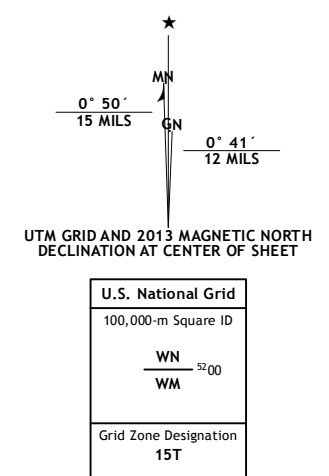 ★
MN
0° 50´
15 MILS
GN
0° 41´
12 MILS
UTM GRID AND 2013 MAGNETIC NORTH
DECLINATION AT CENTER OF SHEET
U.S. National Grid
100,000-m Square ID
WN
5200
WM
Grid Zone Designation
15T